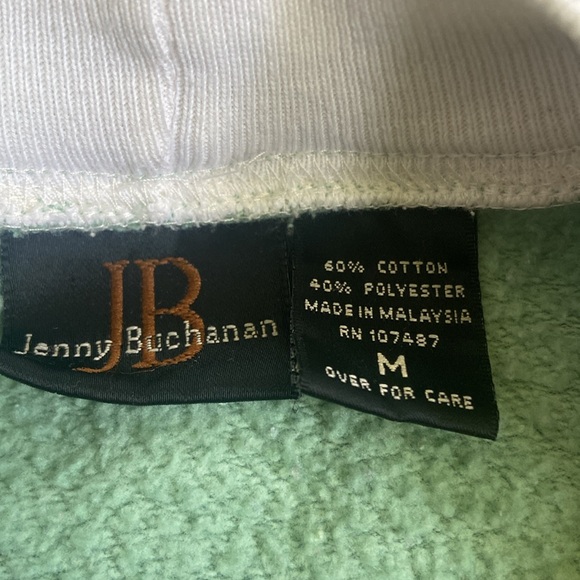 JB
Jenny Buchanan
60% COTTON
40% POLYESTER
MADE IN MALAYSIA
RN 107487
M
OVER FOR CARE